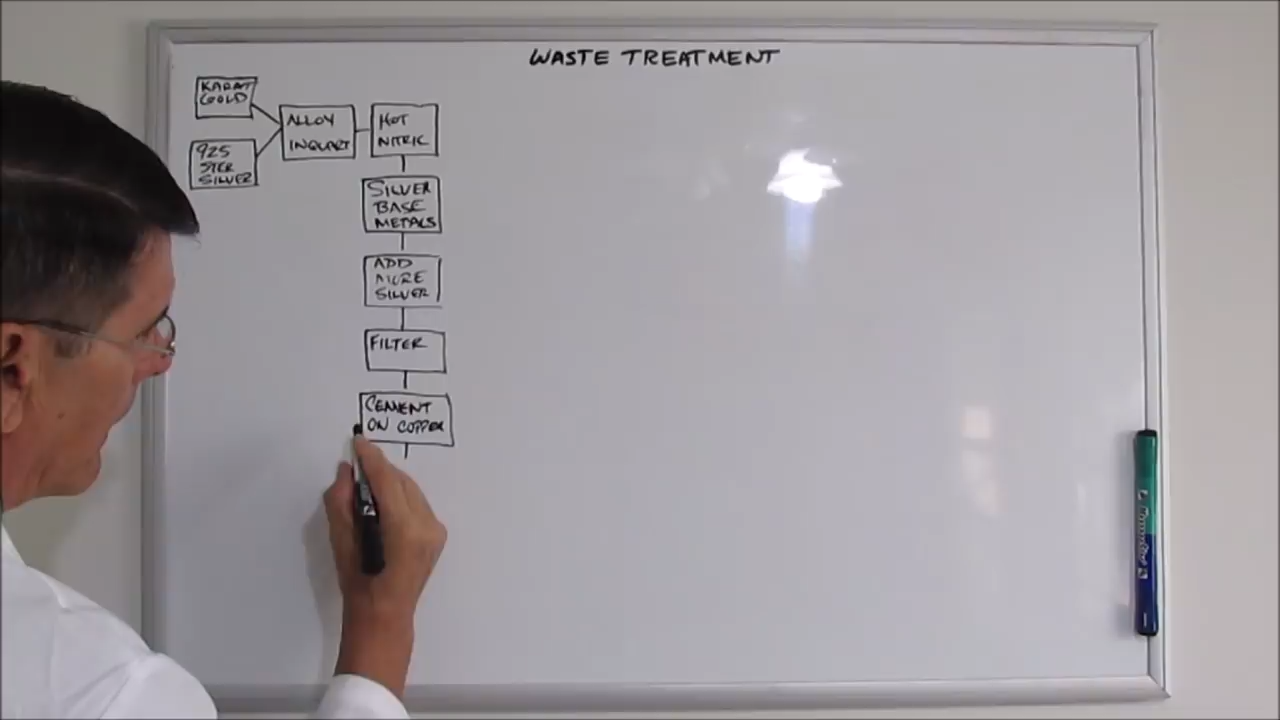 WASTE TREATMENT
KARAT
GOLD
925
STER
SILVER
ALLOY
INQUART
HOT
NITRIC
SILVER
BASE
METALS
ADD
MORE
SILVER
FILTER
CEMENT
ON COPPER